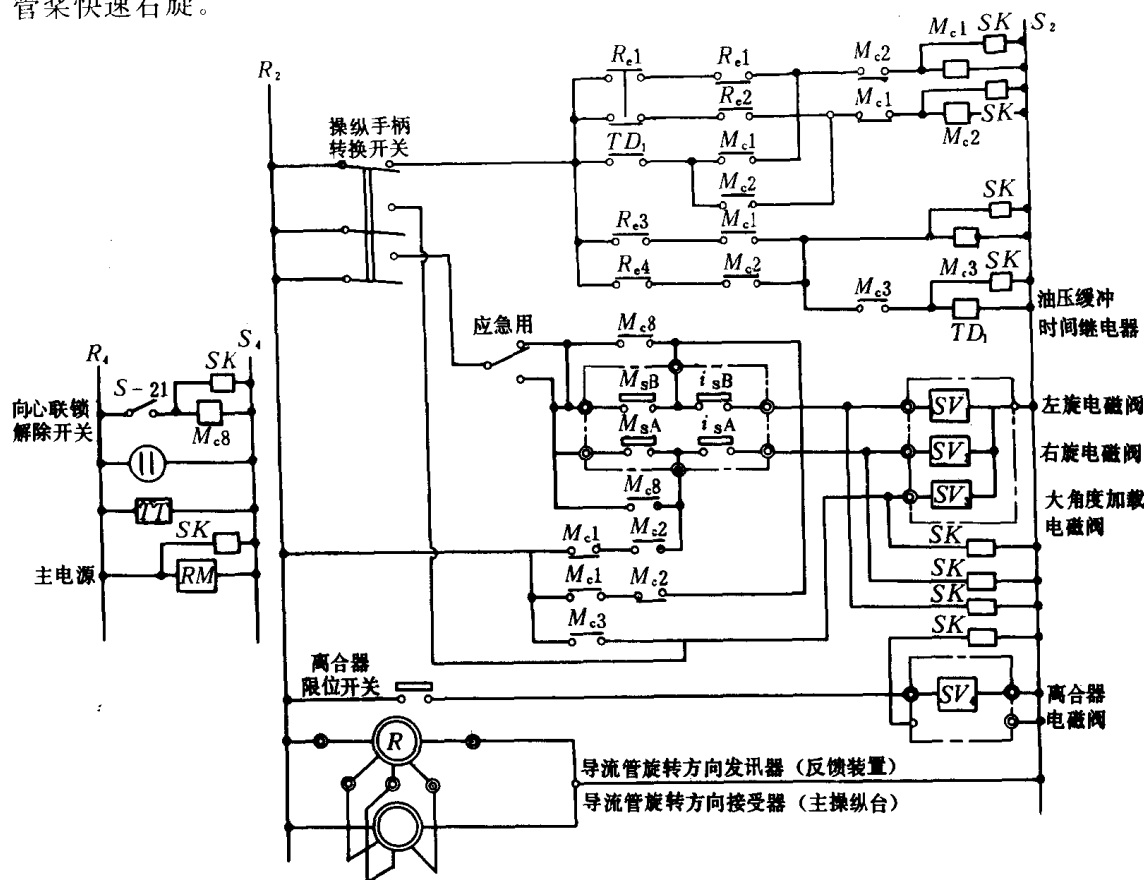 管桨快速右旋。
R₂
S₂
操纵手柄
转换开关
Re1
Re1
Mc2
Mc1
SK
Re2
Mc1
SK
Mc2
TD₁
Mc1
Mc2
Re3
Mc1
SK
Re4
Mc2
Mc3
Mc3
SK
TD₁
油压缓冲
时间继电器
R₄
S₄
S-21
SK
向心联锁
解除开关
Mc8
TT
SK
主电源
RM
应急用
Mc8
MsB
isB
MsA
isA
Mc8
SV
左旋电磁阀
SV
右旋电磁阀
SV
大角度加载
电磁阀
SK
SK
SK
SK
Mc1
Mc2
Mc1
Mc2
Mc3
离合器
限位开关
SV
离合器
电磁阀
R
导流管旋转方向发讯器（反馈装置）
导流管旋转方向接受器（主操纵台）